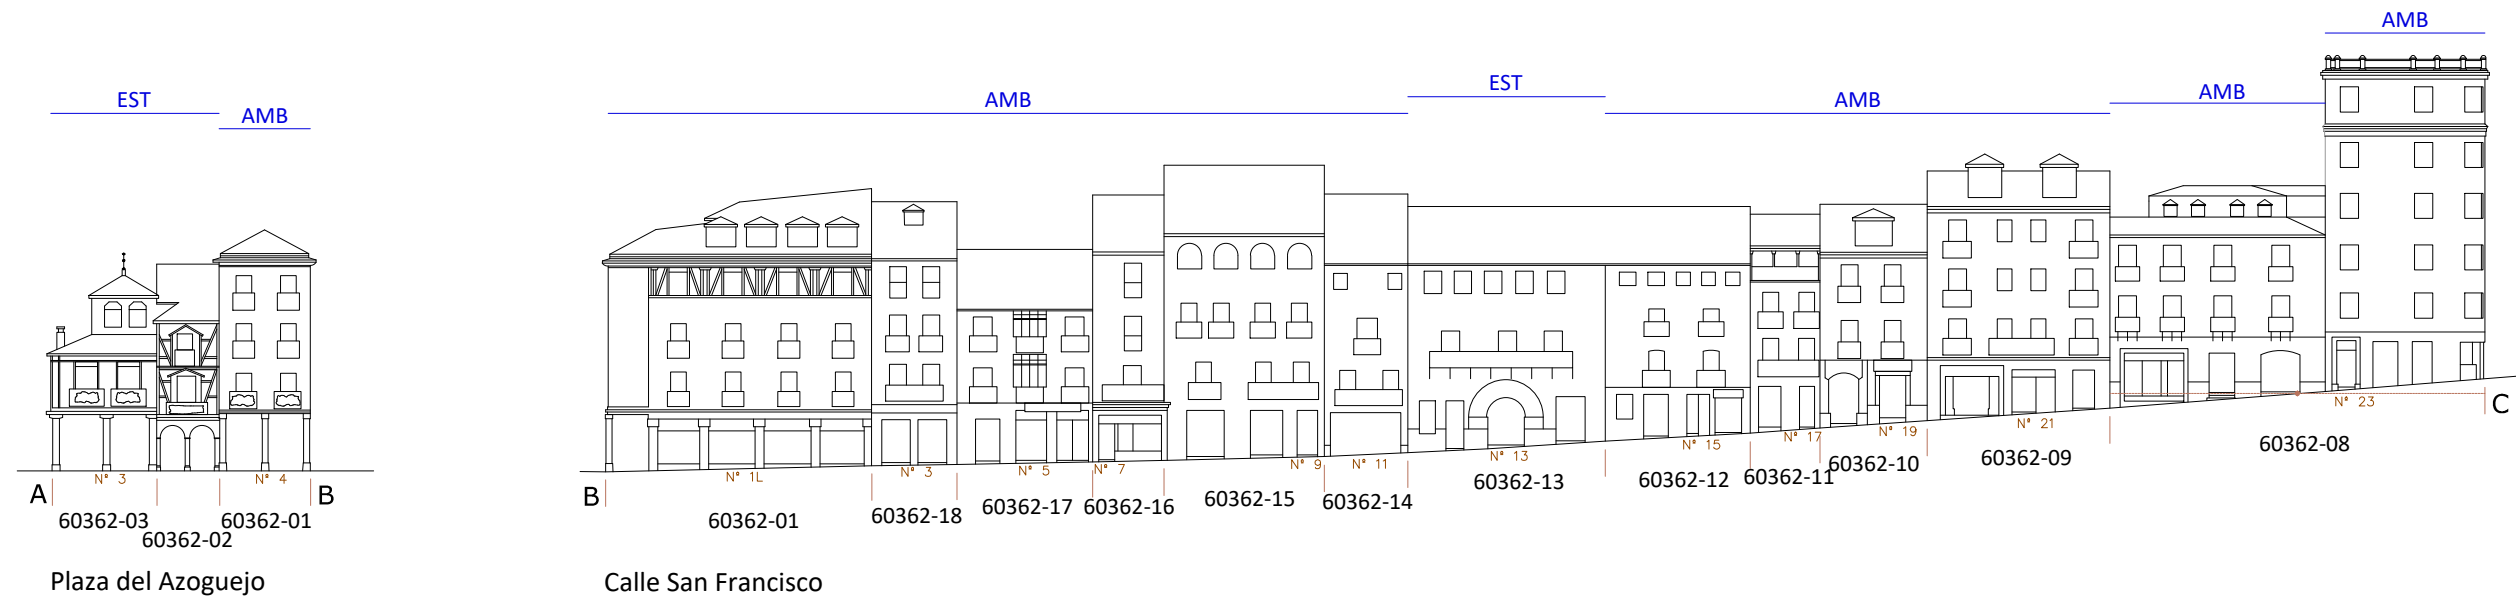 AMB
EST
AMB
EST
AMB
AMB
AMB
A
N° 3
N° 4
B
60362-03
60362-02
60362-01
Plaza del Azoguejo
B
N° 1L
N° 3
N° 5
N° 7
N° 9
N° 11
N° 13
N° 15
N° 17
N° 19
N° 21
N° 23
C
60362-01
60362-18
60362-17
60362-16
60362-15
60362-14
60362-13
60362-12
60362-11
60362-10
60362-09
60362-08
Calle San Francisco